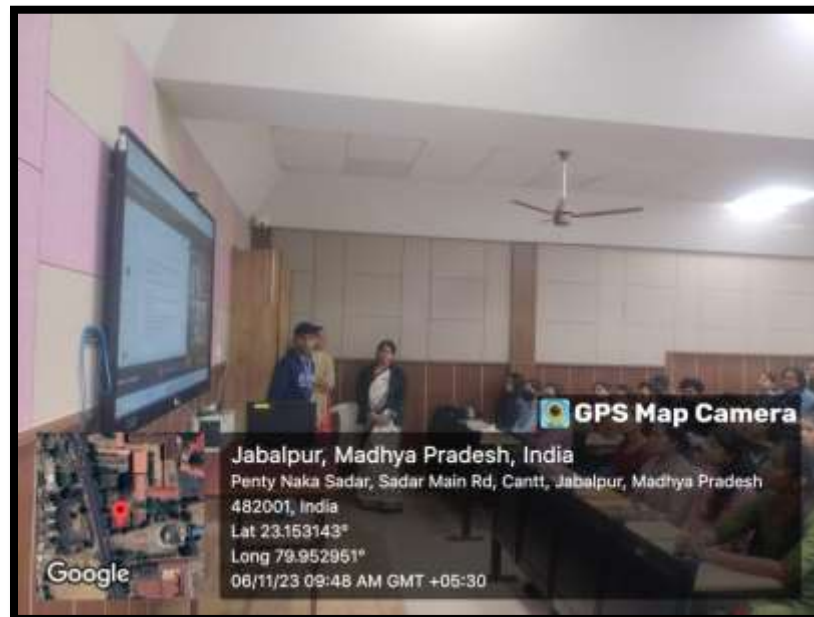 GPS Map Camera
Jabalpur, Madhya Pradesh, India
Penty Naka Sadar, Sadar Main Rd, Cantt, Jabalpur, Madhya Pradesh
482001, India
Lat 23.153143°
Long 79.952951°
06/11/23 09:48 AM GMT +05:30
Google